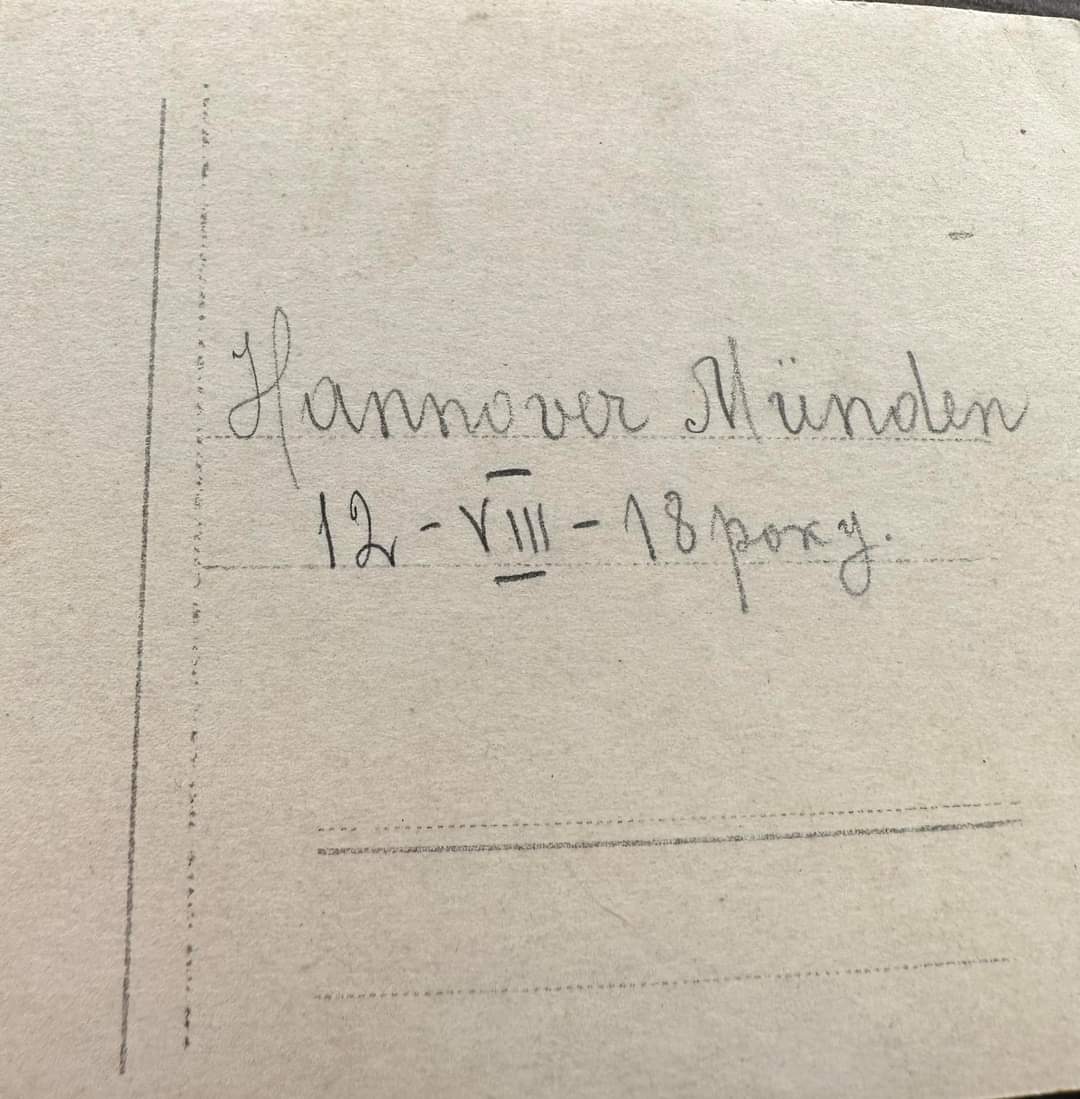 Hannover Münden
12 - VIII - 18 року.